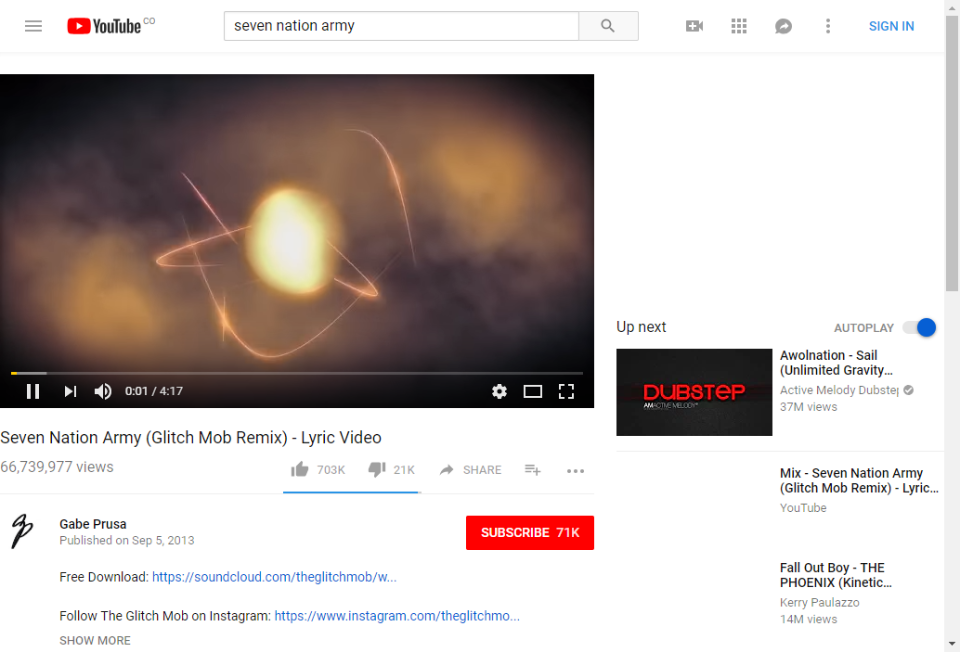 YouTube CO
seven nation army
SIGN IN
0:01 / 4:17
Seven Nation Army (Glitch Mob Remix) - Lyric Video
66,739,977 views
703K
21K
SHARE
Gabe Prusa
Published on Sep 5, 2013
SUBSCRIBE 71K
Free Download: https://soundcloud.com/theglitchmob/w...
Follow The Glitch Mob on Instagram: https://www.instagram.com/theglitchmo...
SHOW MORE
Up next
AUTOPLAY
DUBSTEP
Awolnation - Sail
(Unlimited Gravity...
Active Melody Dubstep
37M views
Mix - Seven Nation Army
(Glitch Mob Remix) - Lyric...
YouTube
Fall Out Boy - THE
PHOENIX (Kinetic...
Kerry Paulazzo
14M views